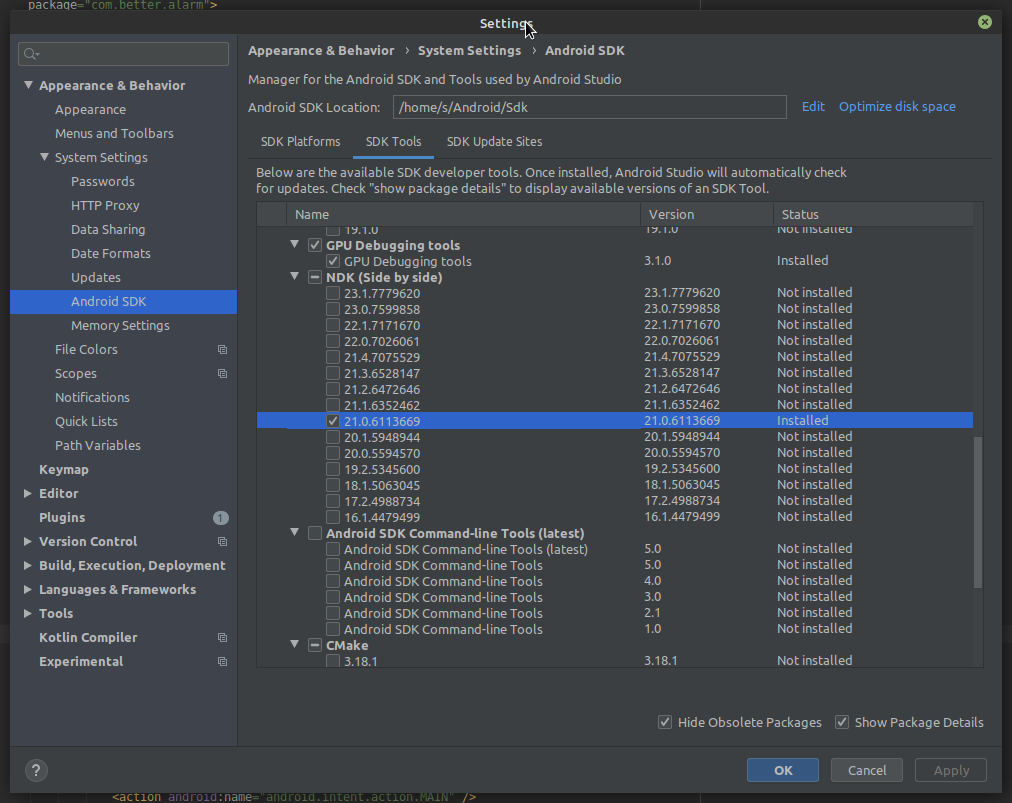 package="com.better.alarm">
Settings
Appearance & Behavior
Appearance
Menus and Toolbars
System Settings
Passwords
HTTP Proxy
Data Sharing
Date Formats
Updates
Android SDK
Memory Settings
File Colors
Scopes
Notifications
Quick Lists
Path Variables
Keymap
Editor
Plugins 1
Version Control
Build, Execution, Deployment
Languages & Frameworks
Tools
Kotlin Compiler
Experimental
Appearance & Behavior › System Settings › Android SDK
Manager for the Android SDK and Tools used by Android Studio
Android SDK Location: /home/s/Android/Sdk Edit Optimize disk space
SDK Platforms SDK Tools SDK Update Sites
Below are the available SDK developer tools. Once installed, Android Studio will automatically check
for updates. Check "show package details" to display available versions of an SDK Tool.
Name Version Status
19.1.0 19.1.0 Not installed
GPU Debugging tools
GPU Debugging tools 3.1.0 Installed
NDK (Side by side)
23.1.7779620 23.1.7779620 Not installed
23.0.7599858 23.0.7599858 Not installed
22.1.7171670 22.1.7171670 Not installed
22.0.7026061 22.0.7026061 Not installed
21.4.7075529 21.4.7075529 Not installed
21.3.6528147 21.3.6528147 Not installed
21.2.6472646 21.2.6472646 Not installed
21.1.6352462 21.1.6352462 Not installed
21.0.6113669 21.0.6113669 Installed
20.1.5948944 20.1.5948944 Not installed
20.0.5594570 20.0.5594570 Not installed
19.2.5345600 19.2.5345600 Not installed
18.1.5063045 18.1.5063045 Not installed
17.2.4988734 17.2.4988734 Not installed
16.1.4479499 16.1.4479499 Not installed
Android SDK Command-line Tools (latest)
Android SDK Command-line Tools (latest) 5.0 Not installed
Android SDK Command-line Tools 5.0 Not installed
Android SDK Command-line Tools 4.0 Not installed
Android SDK Command-line Tools 3.0 Not installed
Android SDK Command-line Tools 2.1 Not installed
Android SDK Command-line Tools 1.0 Not installed
CMake
3.18.1 3.18.1 Not installed
Hide Obsolete Packages Show Package Details
? OK Cancel Apply
<action android:name="android.intent.action.MAIN" />